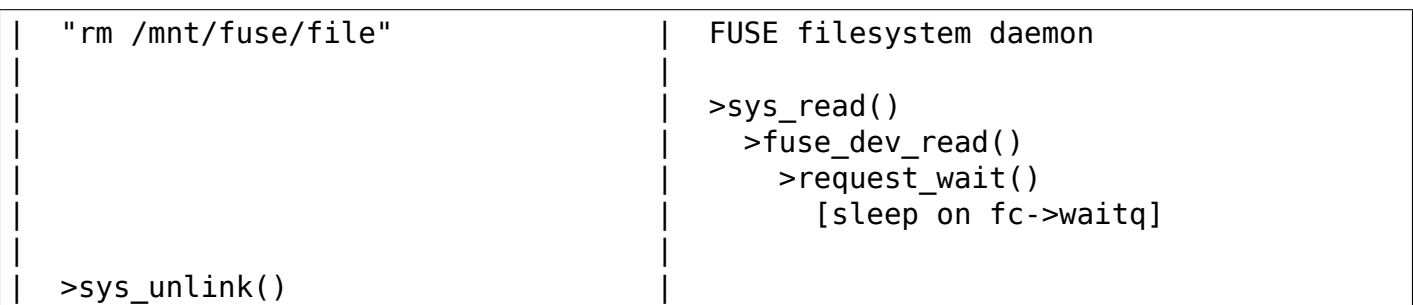 |  "rm /mnt/fuse/file"               |  FUSE filesystem daemon
|                                    |
|                                    |  >sys_read()
|                                    |    >fuse_dev_read()
|                                    |      >request_wait()
|                                    |        [sleep on fc->waitq]
|                                    |
|  >sys_unlink()                     |